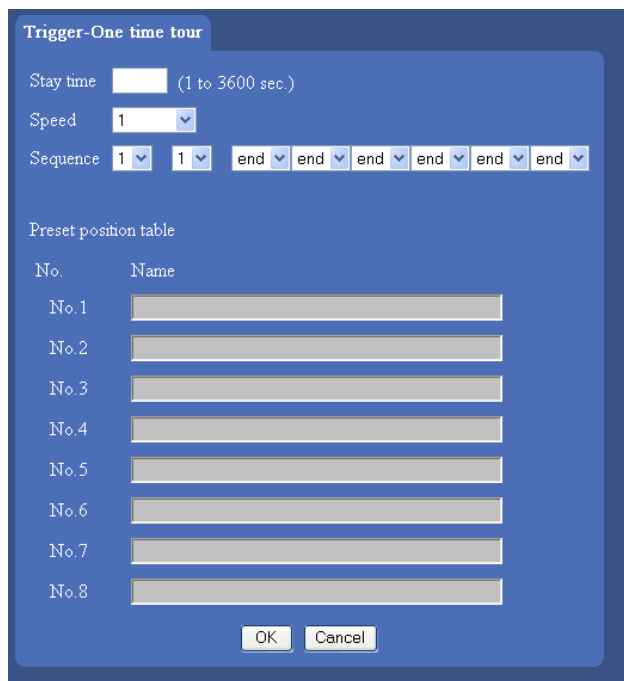 Trigger-One time tour
Stay time (1 to 3600 sec.)
Speed 1
Sequence 1 1 end end end end end end
Preset position table
No. Name
No.1
No.2
No.3
No.4
No.5
No.6
No.7
No.8
OK Cancel